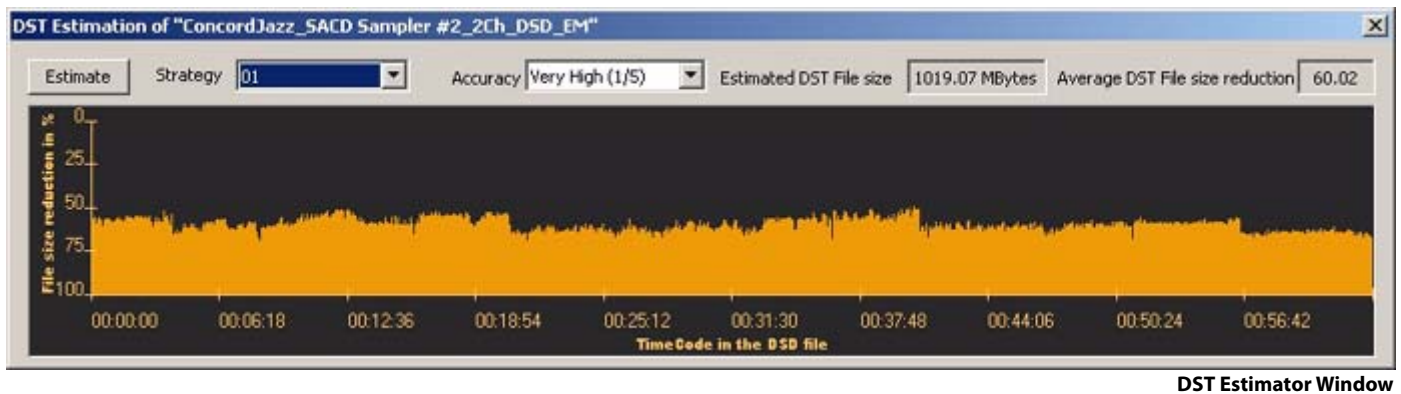 DST Estimation of "ConcordJazz_SACD Sampler #2_2Ch_DSD_EM"
Estimate Strategy 01 Accuracy Very High (1/5) Estimated DST File size 1019.07 MBytes Average DST File size reduction 60.02
File size reduction in %
0
25
50
75
100
00:00:00 00:06:18 00:12:36 00:18:54 00:25:12 00:31:30 00:37:48 00:44:06 00:50:24 00:56:42
TimeCode in the DSD file
DST Estimator Window